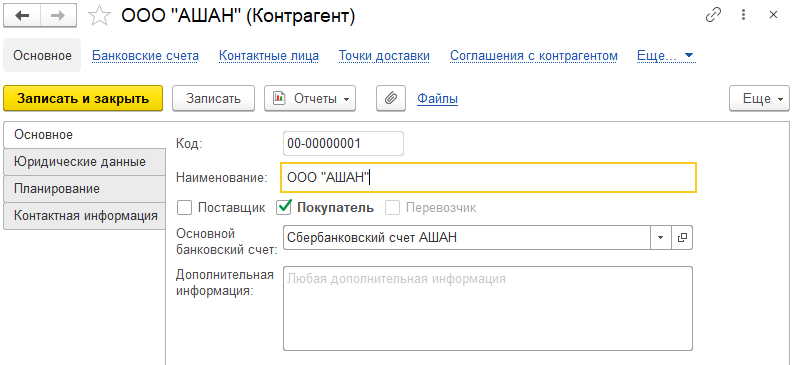 ООО "АШАН" (Контрагент)
Основное Банковские счета Контактные лица Точки доставки Соглашения с контрагентом Еще...
Записать и закрыть Записать Отчеты Файлы Еще
Основное
Юридические данные
Планирование
Контактная информация
Код: 00-00000001
Наименование: ООО "АШАН"
Поставщик Покупатель Перевозчик
Основной
банковский счет: Сбербанковский счет АШАН
Дополнительная
информация: Любая дополнительная информация